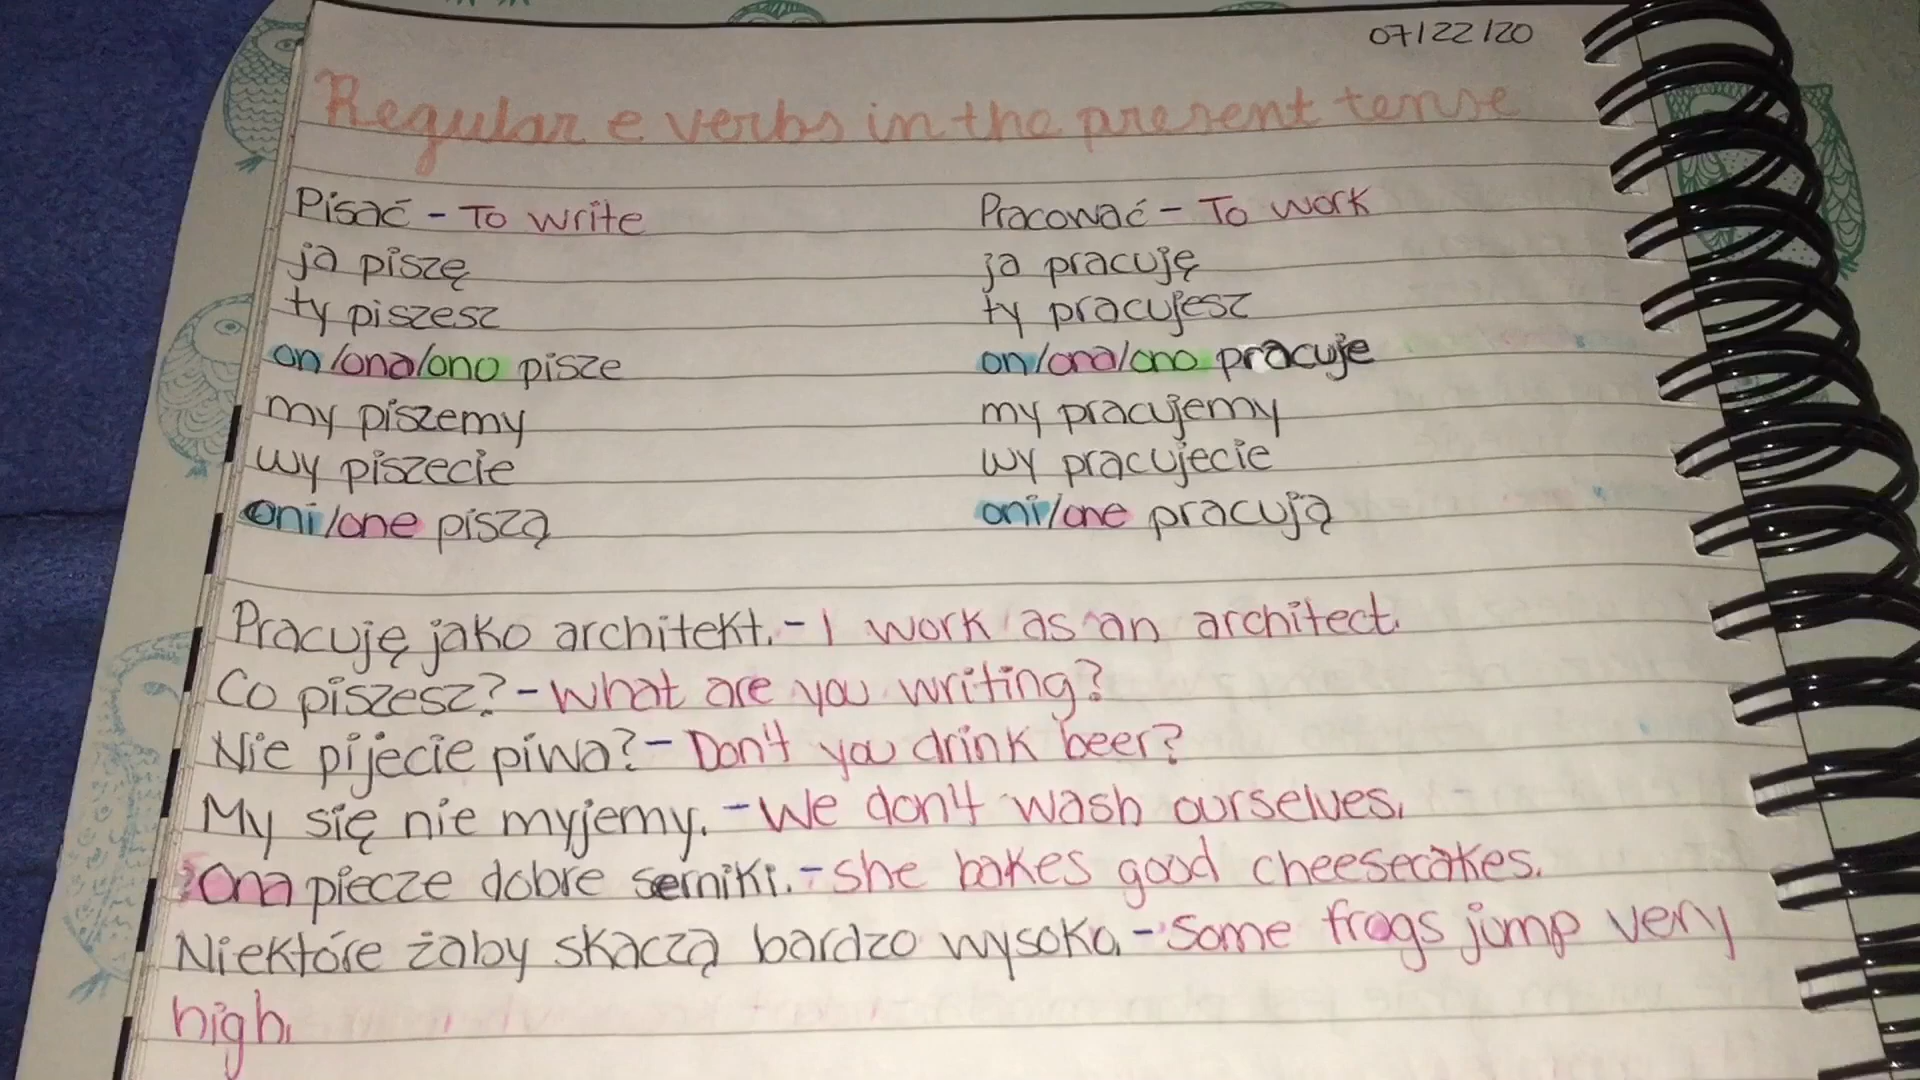 07/22/20
Regular e verbs in the present tense
Pisać - To write
Pracować - To work
ja piszę
ja pracuję
ty piszesz
ty pracujesz
on/ona/ono pisze
on/ona/ono pracuje
my piszemy
my pracujemy
wy piszecie
wy pracujecie
oni/one piszą
oni/one pracują
Pracuję jako architekt. - I work as an architect.
Co piszesz? - What are you writing?
Nie pijecie piwa? - Don't you drink beer?
My się nie myjemy. - We don't wash ourselves.
Ona piecze dobre serniki. - she bakes good cheesecakes.
Niektóre żaby skaczą bardzo wysoko. - Some frogs jump very
high.